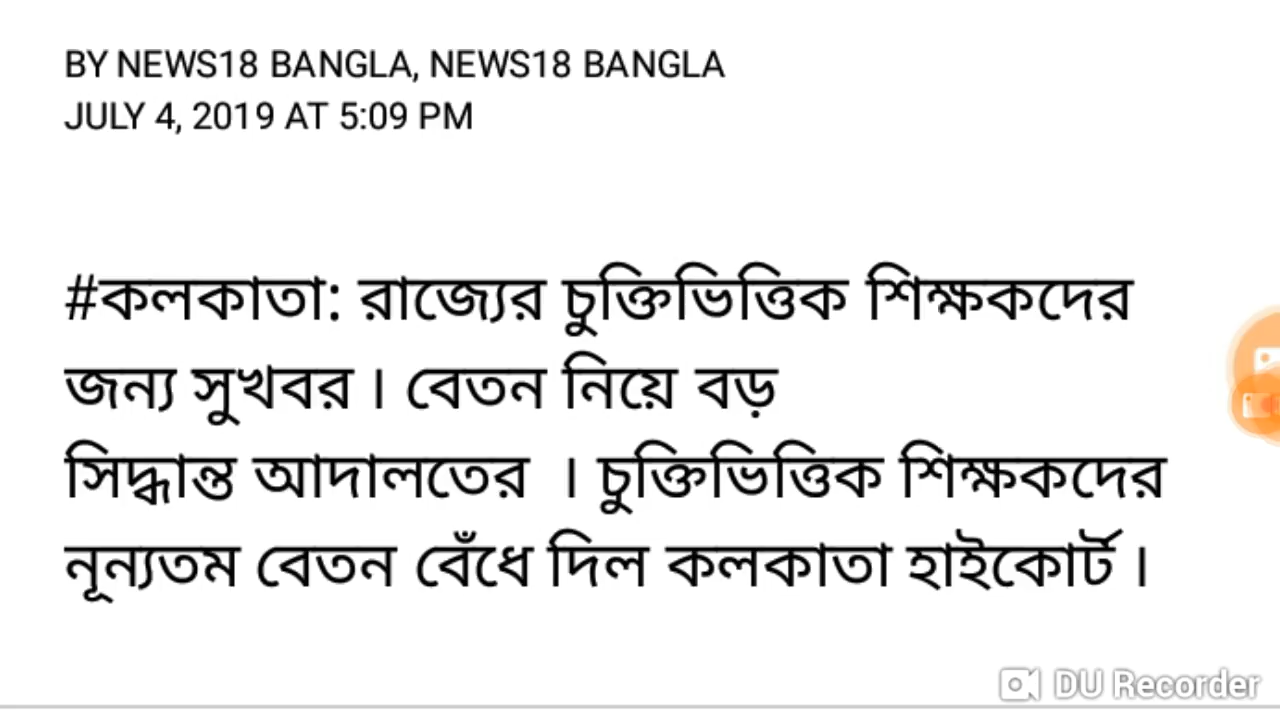 BY NEWS18 BANGLA, NEWS18 BANGLA
JULY 4, 2019 AT 5:09 PM
#কলকাতা: রাজ্যের চুক্তিভিত্তিক শিক্ষকদের
জন্য সুখবর । বেতন নিয়ে বড়
সিদ্ধান্ত আদালতের । চুক্তিভিত্তিক শিক্ষকদের
নূন্যতম বেতন বেঁধে দিল কলকাতা হাইকোর্ট ।
DU Recorder